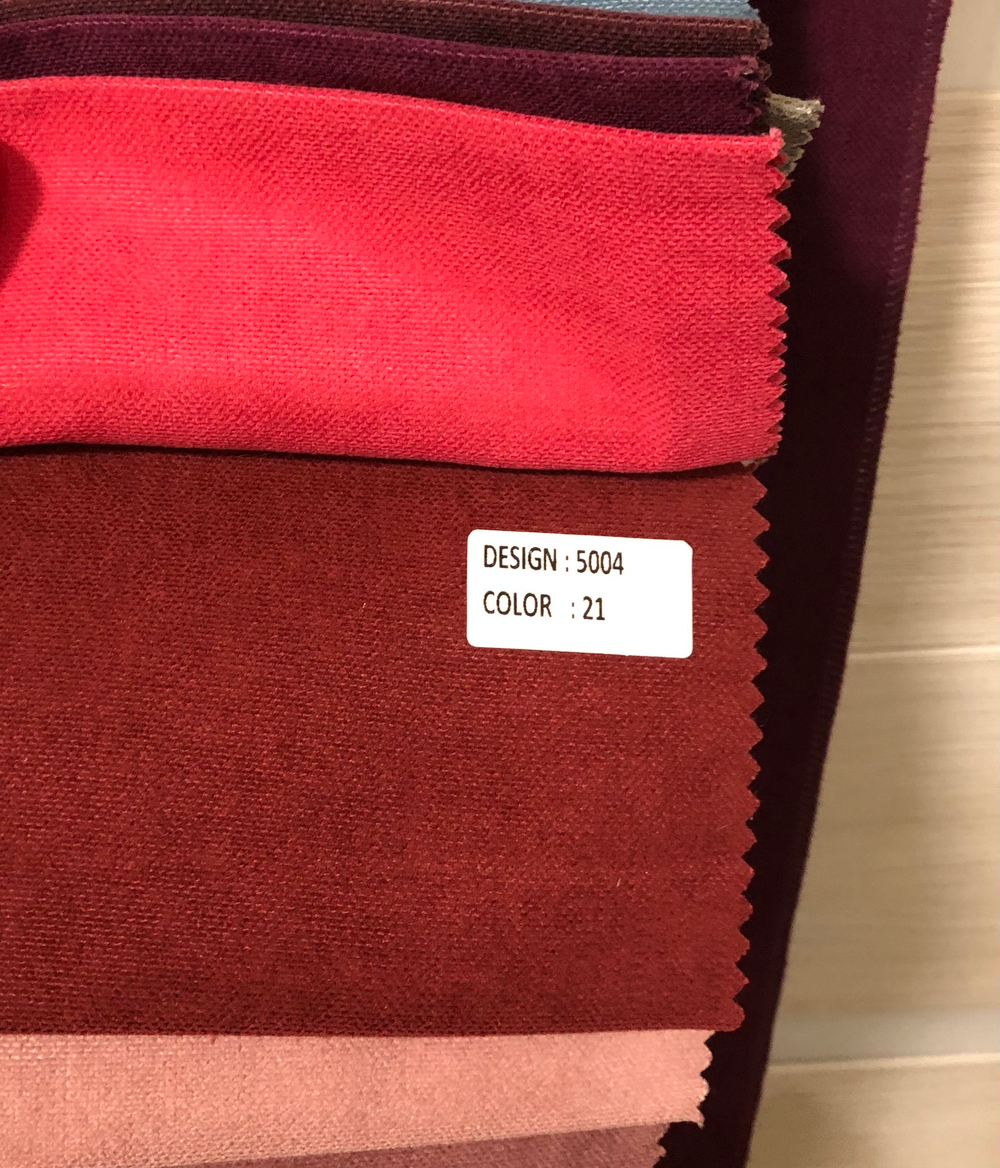 DESIGN : 5004
COLOR : 21